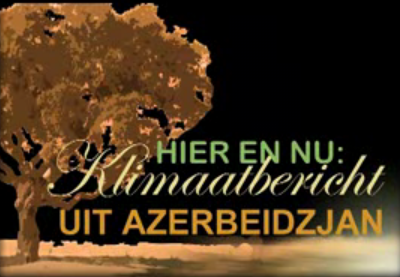 HIER EN NU:
Klimaatbericht
UIT AZERBEIDZJAN